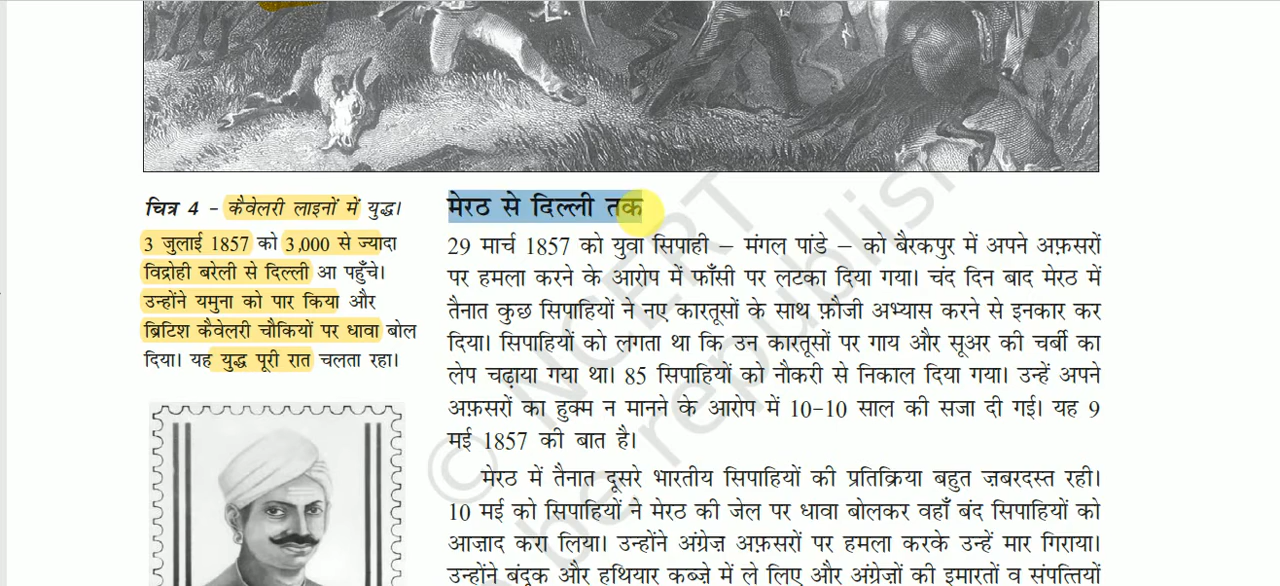 चित्र 4 – कैवेलरी लाइनों में युद्ध।
3 जुलाई 1857 को 3,000 से ज्यादा
विद्रोही बरेली से दिल्ली आ पहुँचे।
उन्होंने यमुना को पार किया और
ब्रिटिश कैवेलरी चौकियों पर धावा बोल
दिया। यह युद्ध पूरी रात चलता रहा।
मेरठ से दिल्ली तक
29 मार्च 1857 को युवा सिपाही – मंगल पांडे – को बैरकपुर में अपने अफ़सरों
पर हमला करने के आरोप में फाँसी पर लटका दिया गया। चंद दिन बाद मेरठ में
तैनात कुछ सिपाहियों ने नए कारतूसों के साथ फ़ौजी अभ्यास करने से इनकार कर
दिया। सिपाहियों को लगता था कि उन कारतूसों पर गाय और सूअर की चर्बी का
लेप चढ़ाया गया था। 85 सिपाहियों को नौकरी से निकाल दिया गया। उन्हें अपने
अफ़सरों का हुक्म न मानने के आरोप में 10-10 साल की सजा दी गई। यह 9
मई 1857 की बात है।
मेरठ में तैनात दूसरे भारतीय सिपाहियों की प्रतिक्रिया बहुत ज़बरदस्त रही।
10 मई को सिपाहियों ने मेरठ की जेल पर धावा बोलकर वहाँ बंद सिपाहियों को
आज़ाद करा लिया। उन्होंने अंग्रेज़ अफ़सरों पर हमला करके उन्हें मार गिराया।
उन्होंने बंदूक और हथियार कब्ज़े में ले लिए और अंग्रेज़ों की इमारतों व संपत्तियों
© NCERT
be republish